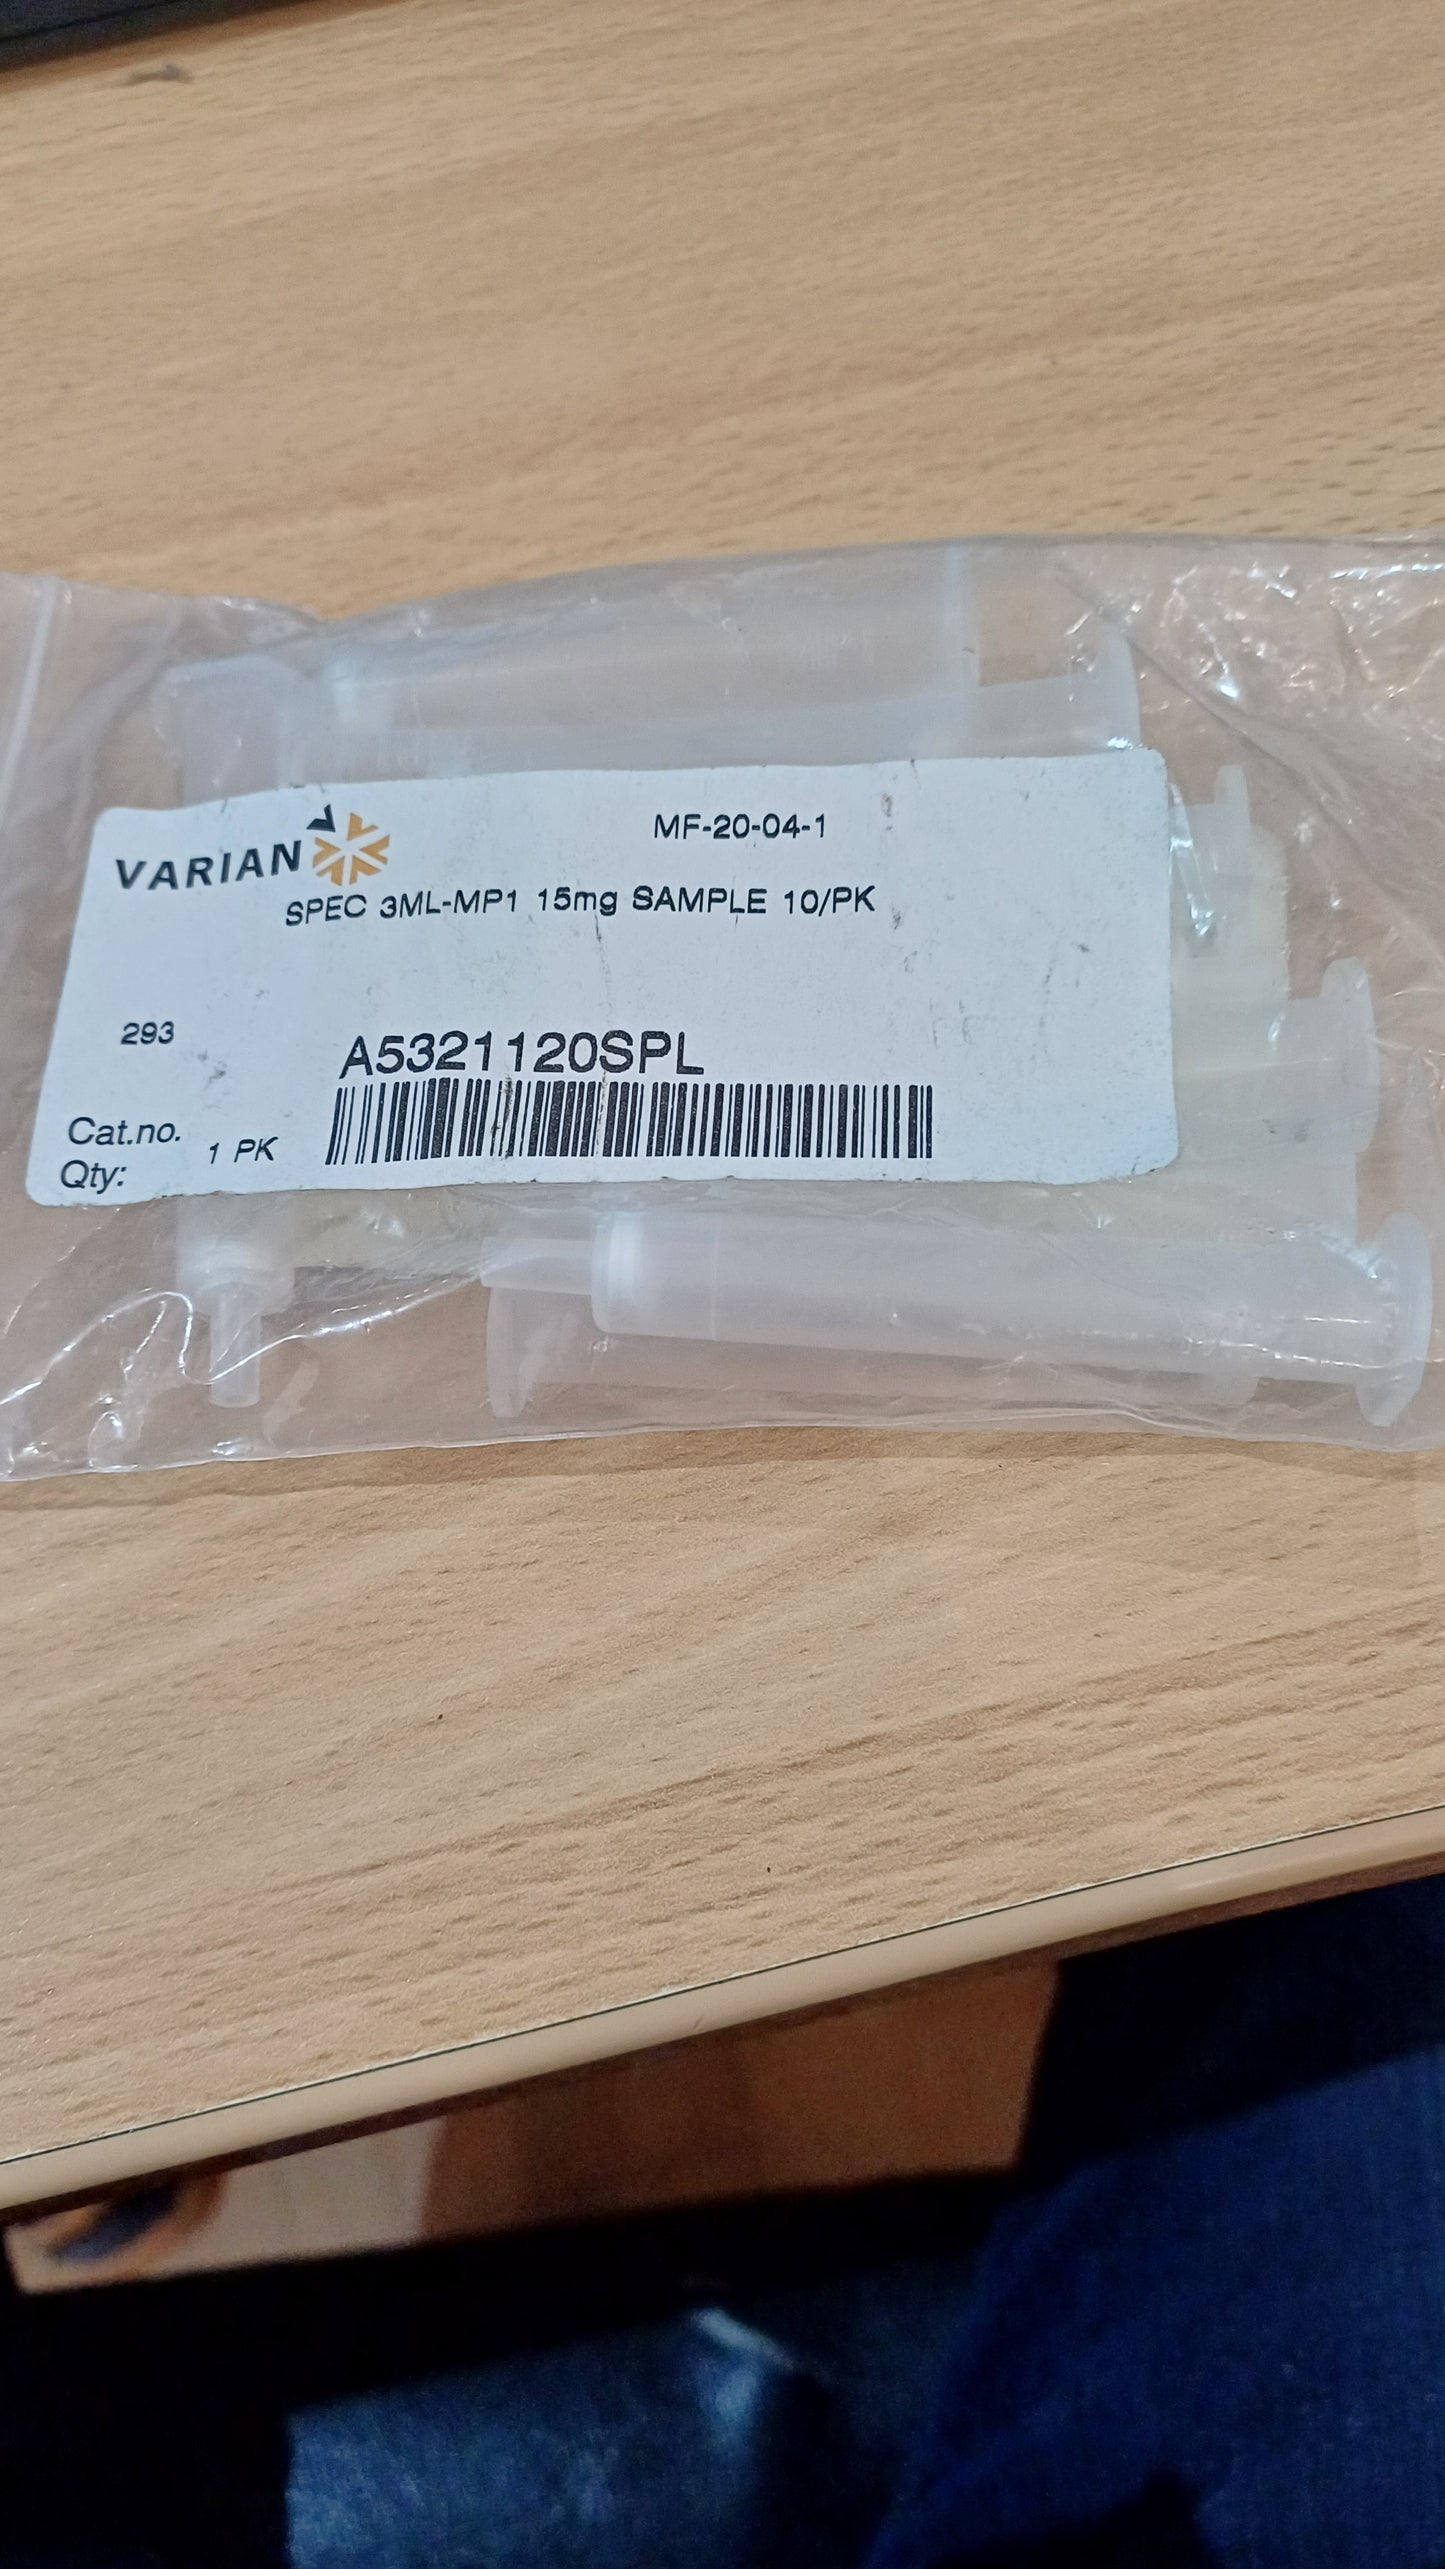 VARIAN
MF-20-04-1
SPEC 3ML-MP1 15mg SAMPLE 10/PK
293
A5321120SPL
Cat.no.
Qty: 1 PK